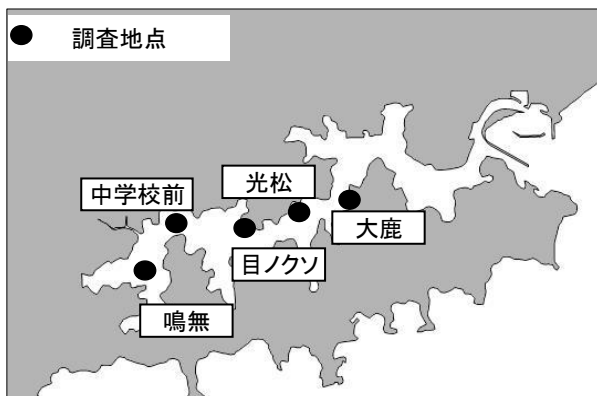 調査地点
光松
中学校前
大鹿
目ノクソ
鳴無